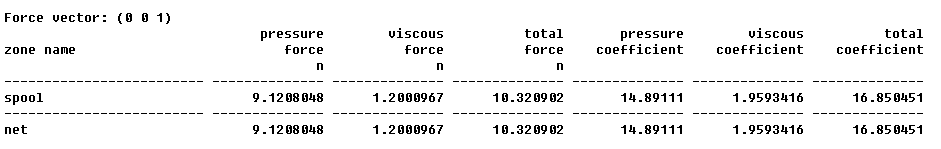 Force vector: (0 0 1)
pressure viscous total pressure viscous total
zone name force force force coefficient coefficient coefficient
n n n
------------------------- -------------- -------------- -------------- -------------- -------------- --------------
spool 9.1208048 1.2000967 10.320902 14.89111 1.9593416 16.850451
------------------------- -------------- -------------- -------------- -------------- -------------- --------------
net 9.1208048 1.2000967 10.320902 14.89111 1.9593416 16.850451